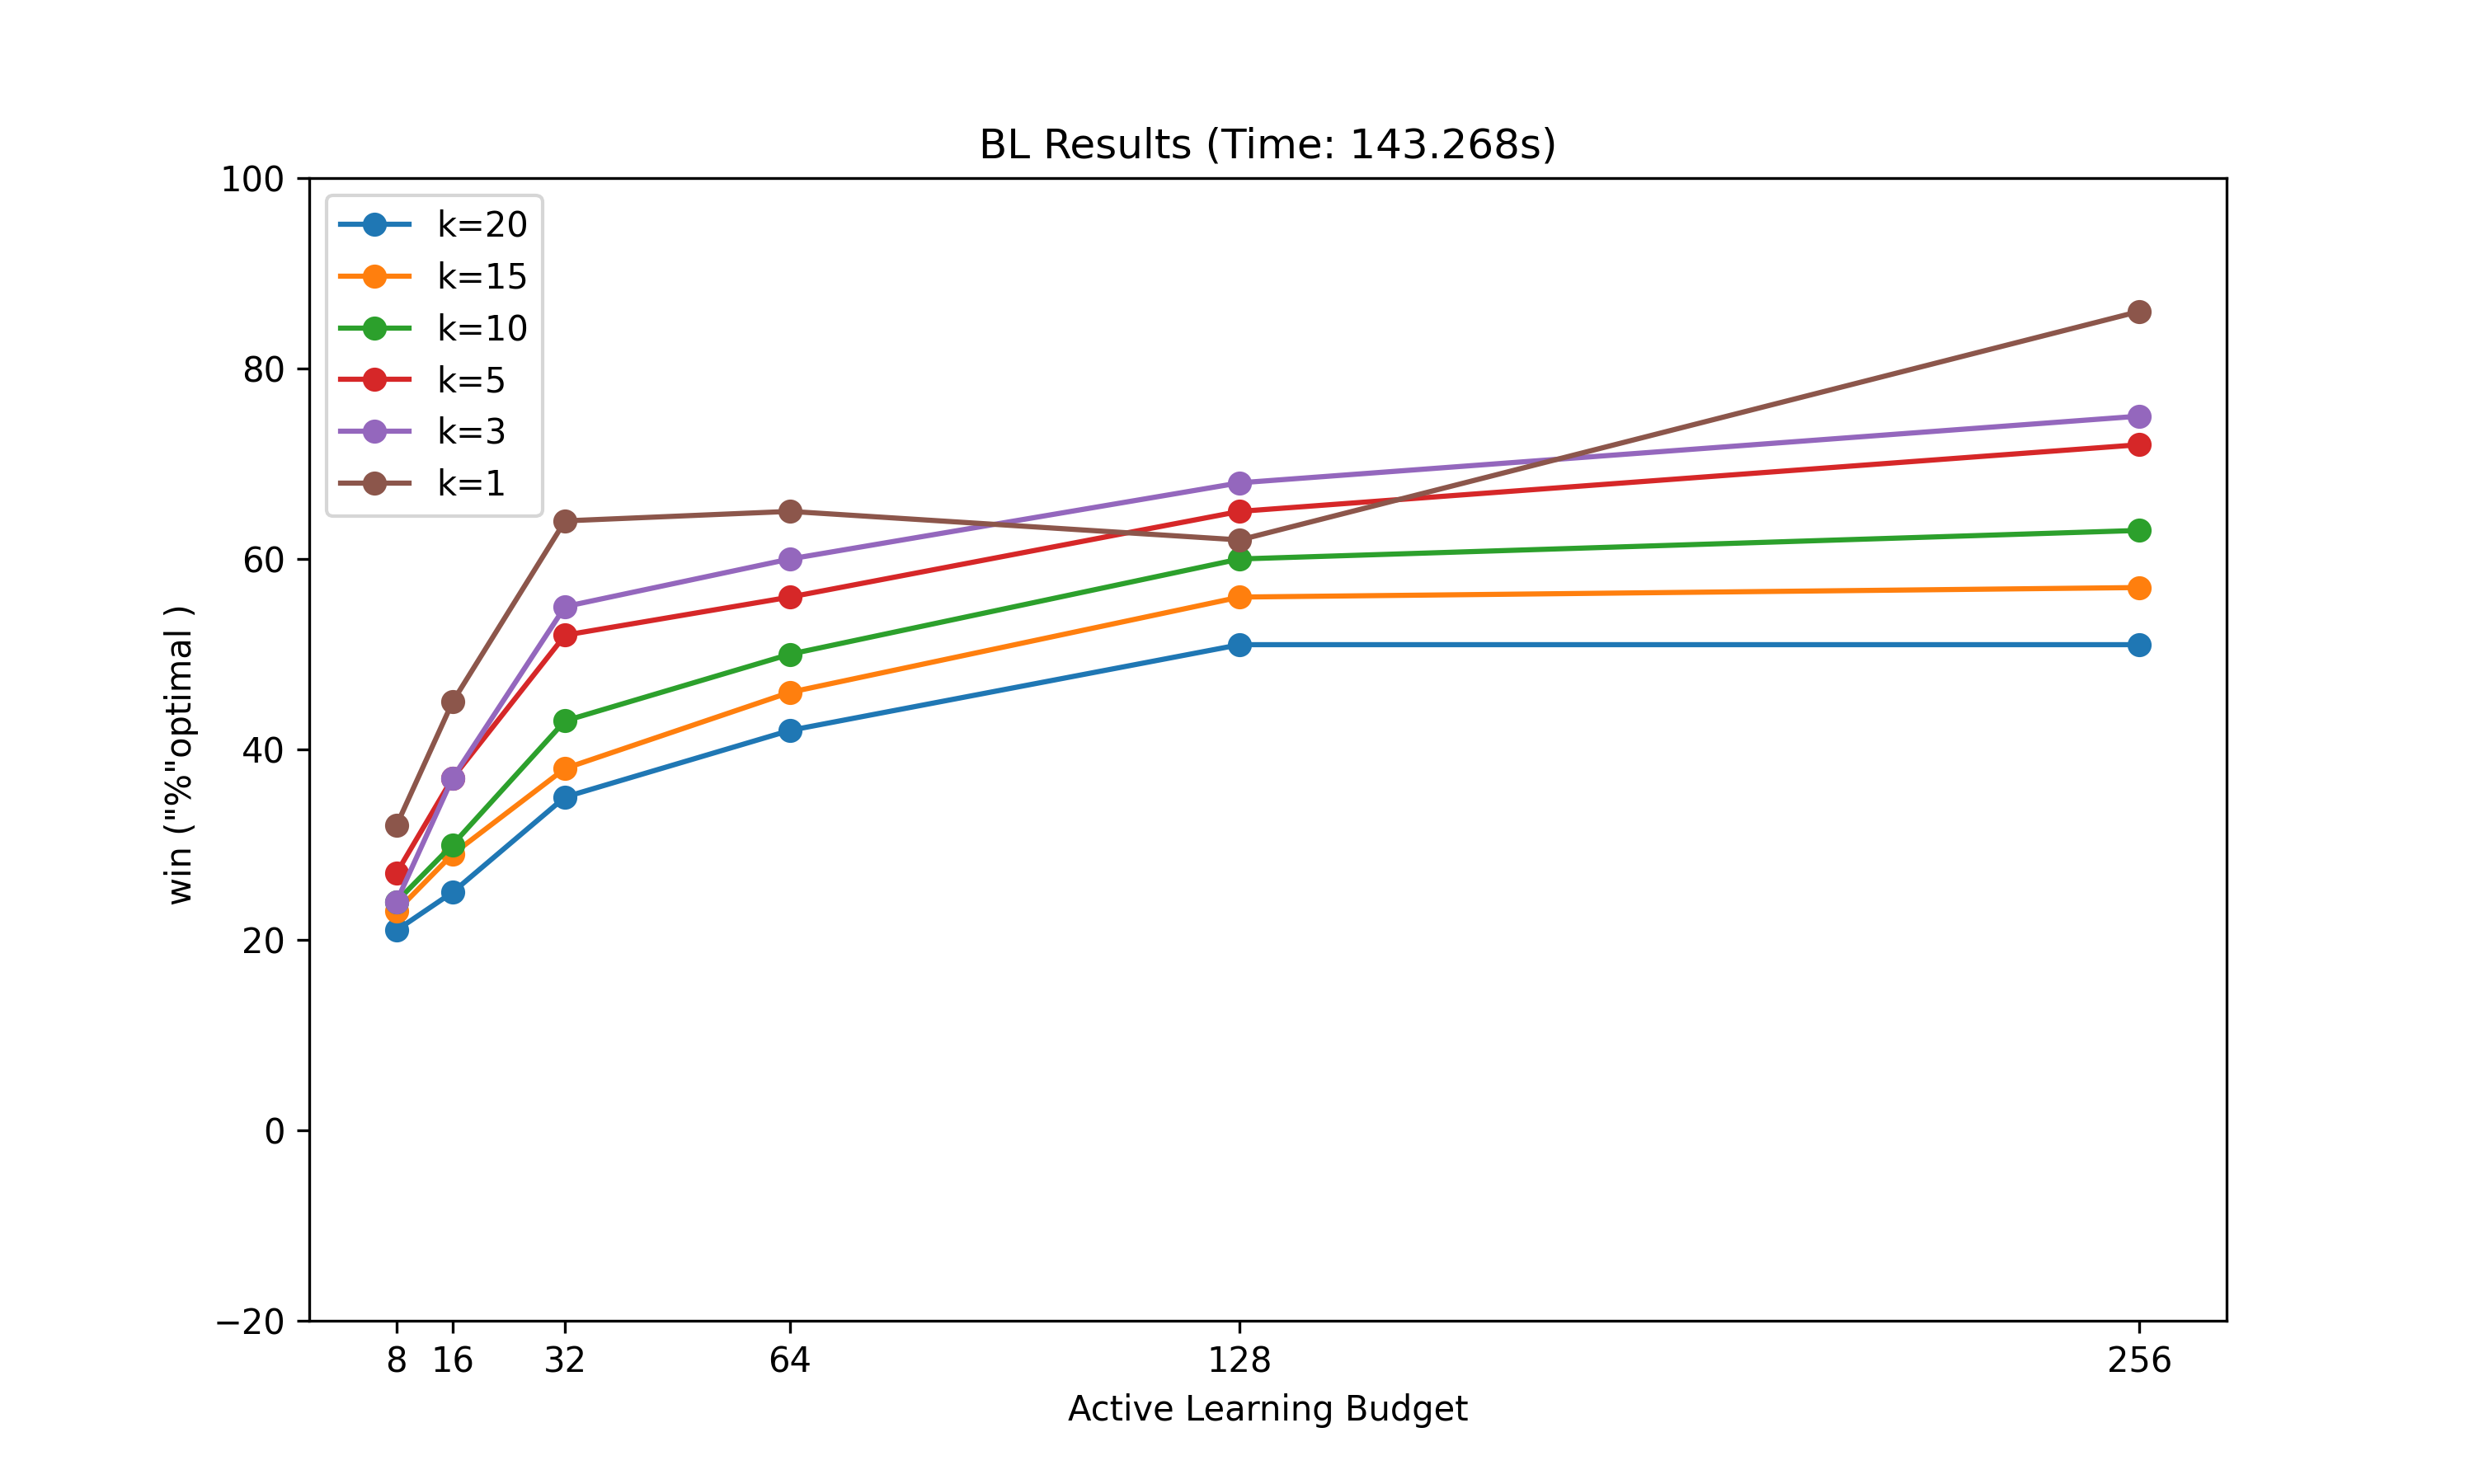 BL Results (Time: 143.268s)
100
80
60
40
20
0
−20
win ("%"optimal )
k=20
k=15
k=10
k=5
k=3
k=1
8 16 32 64 128 256
Active Learning Budget